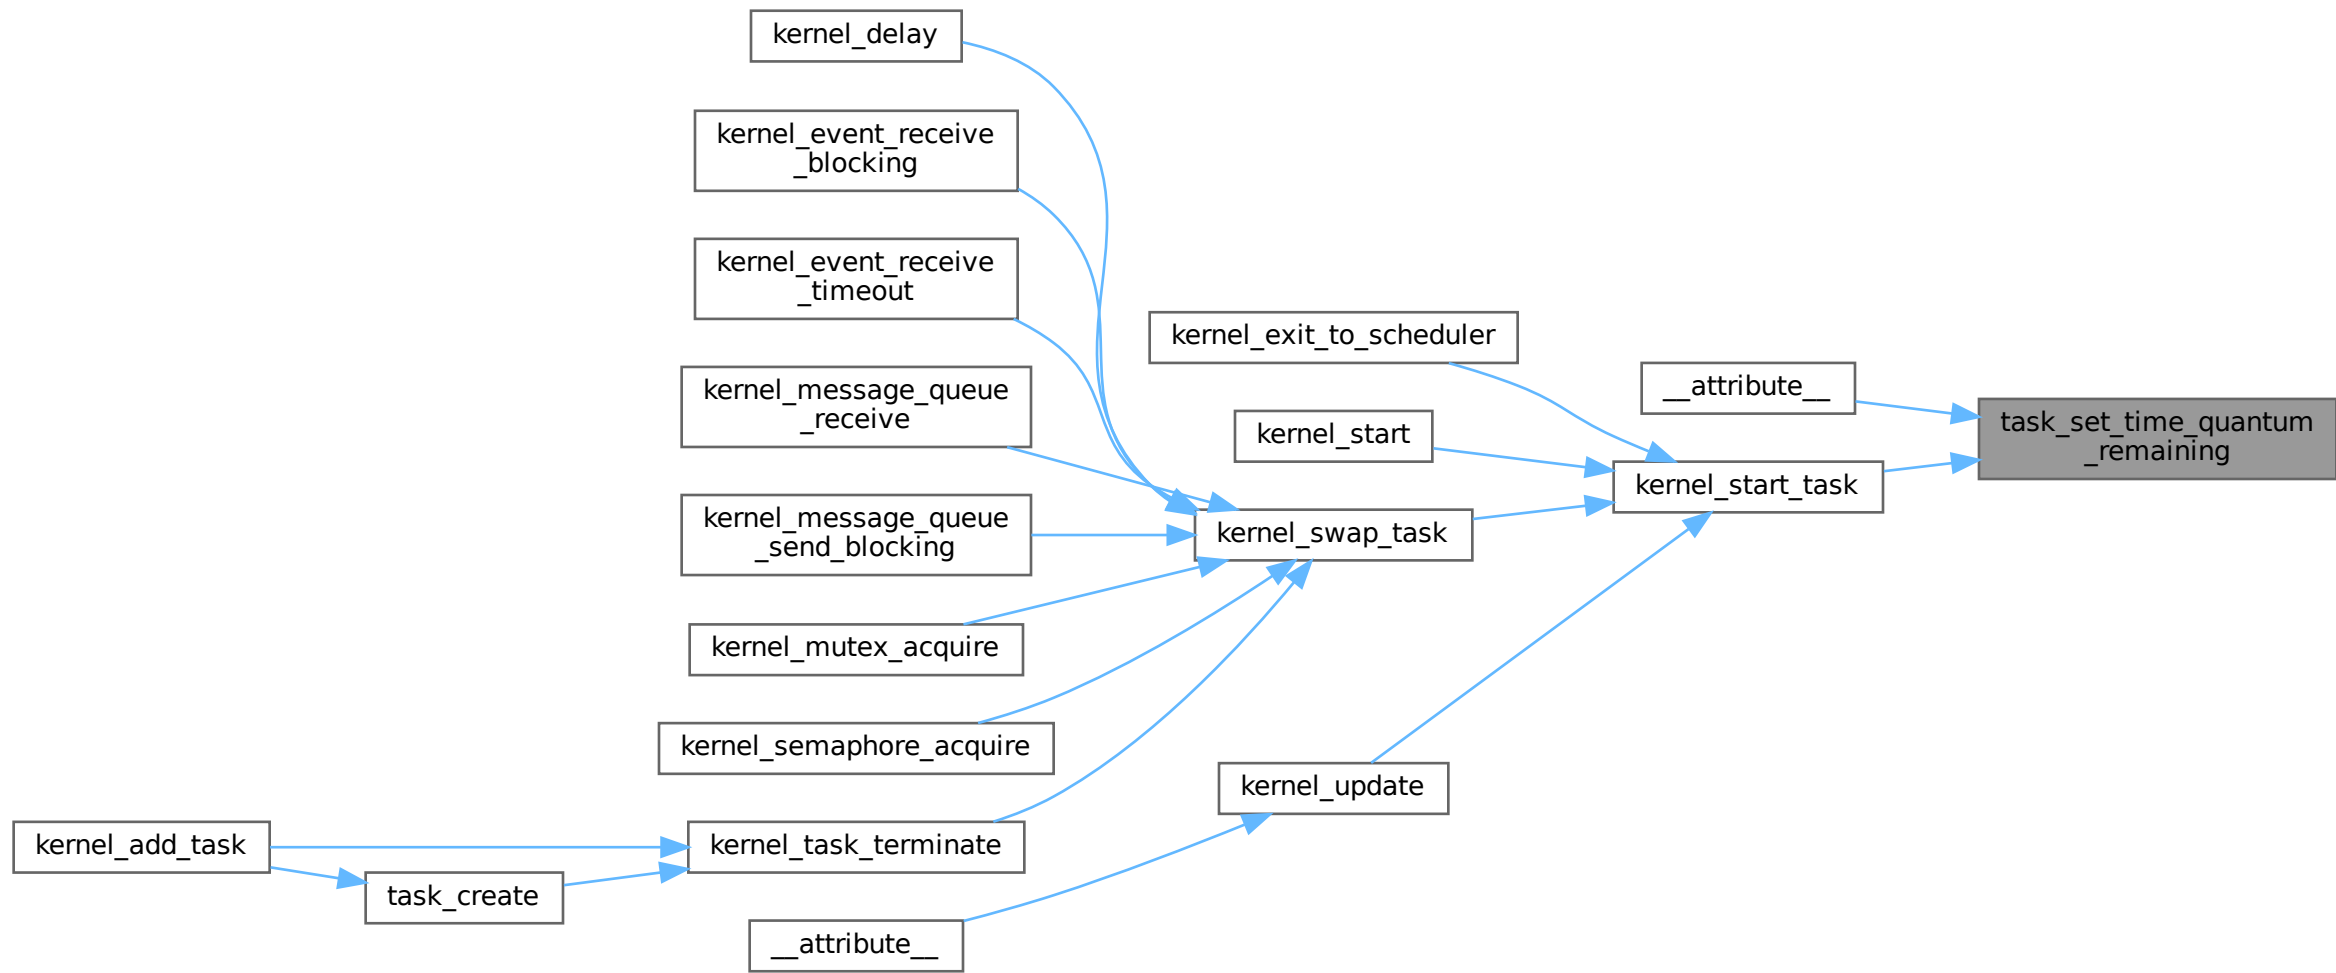 kernel_delay
kernel_event_receive
_blocking
kernel_event_receive
_timeout
kernel_message_queue
_receive
kernel_message_queue
_send_blocking
kernel_mutex_acquire
kernel_semaphore_acquire
kernel_add_task
task_create
kernel_task_terminate
__attribute__
kernel_exit_to_scheduler
kernel_start
kernel_swap_task
kernel_update
__attribute__
kernel_start_task
task_set_time_quantum
_remaining